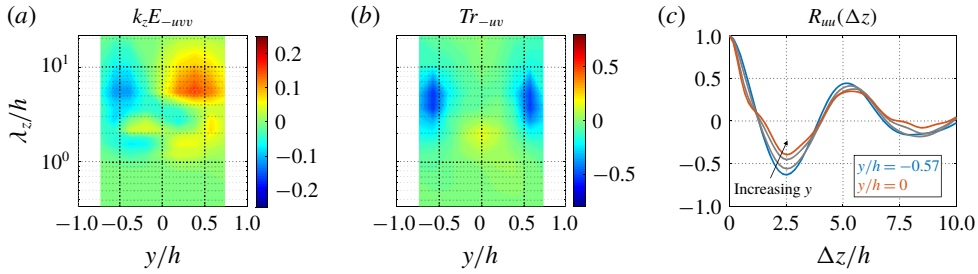 (a) k_zE_{−uvv}
(b) Tr_{−uv}
(c) R_{uu}(Δz)
λ_z/h
10^1
10^0
−1.0 −0.5 0 0.5 1.0
y/h
0.2
0.1
0
−0.1
−0.2
−1.0 −0.5 0 0.5 1.0
y/h
0.5
0
−0.5
1.0
0.5
0
−0.5
−1.0
0 2.5 5.0 7.5 10.0
Δz/h
Increasing y
y/h = −0.57
y/h = 0